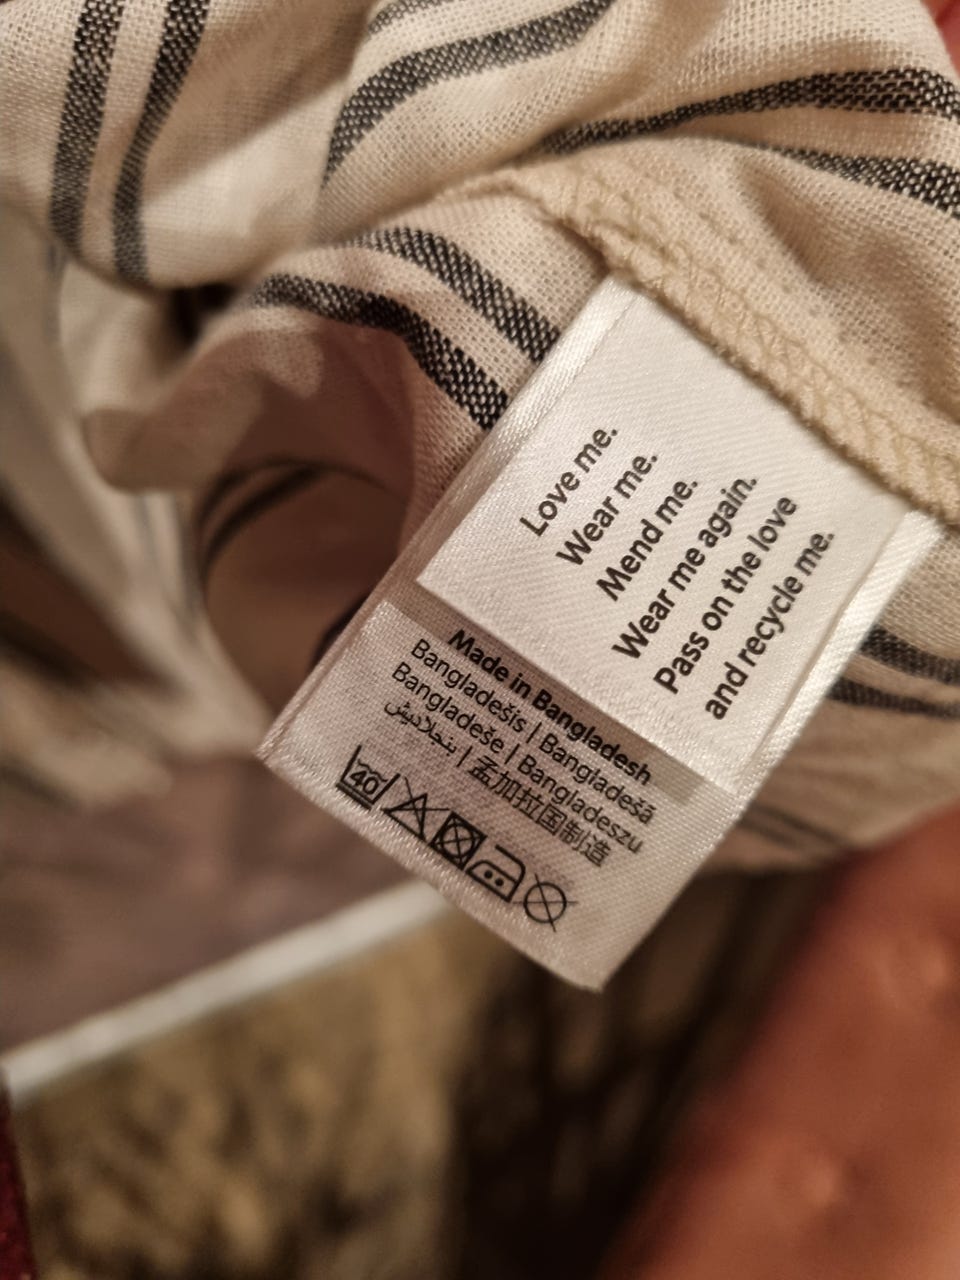 Love me.
Wear me.
Mend me.
Wear me again.
Pass on the love
and recycle me.
Made in Bangladesh
Bangladešis | Bangladešā
Bangladeše | Bangladeszu
بنجلاديش | 孟加拉国制造
40